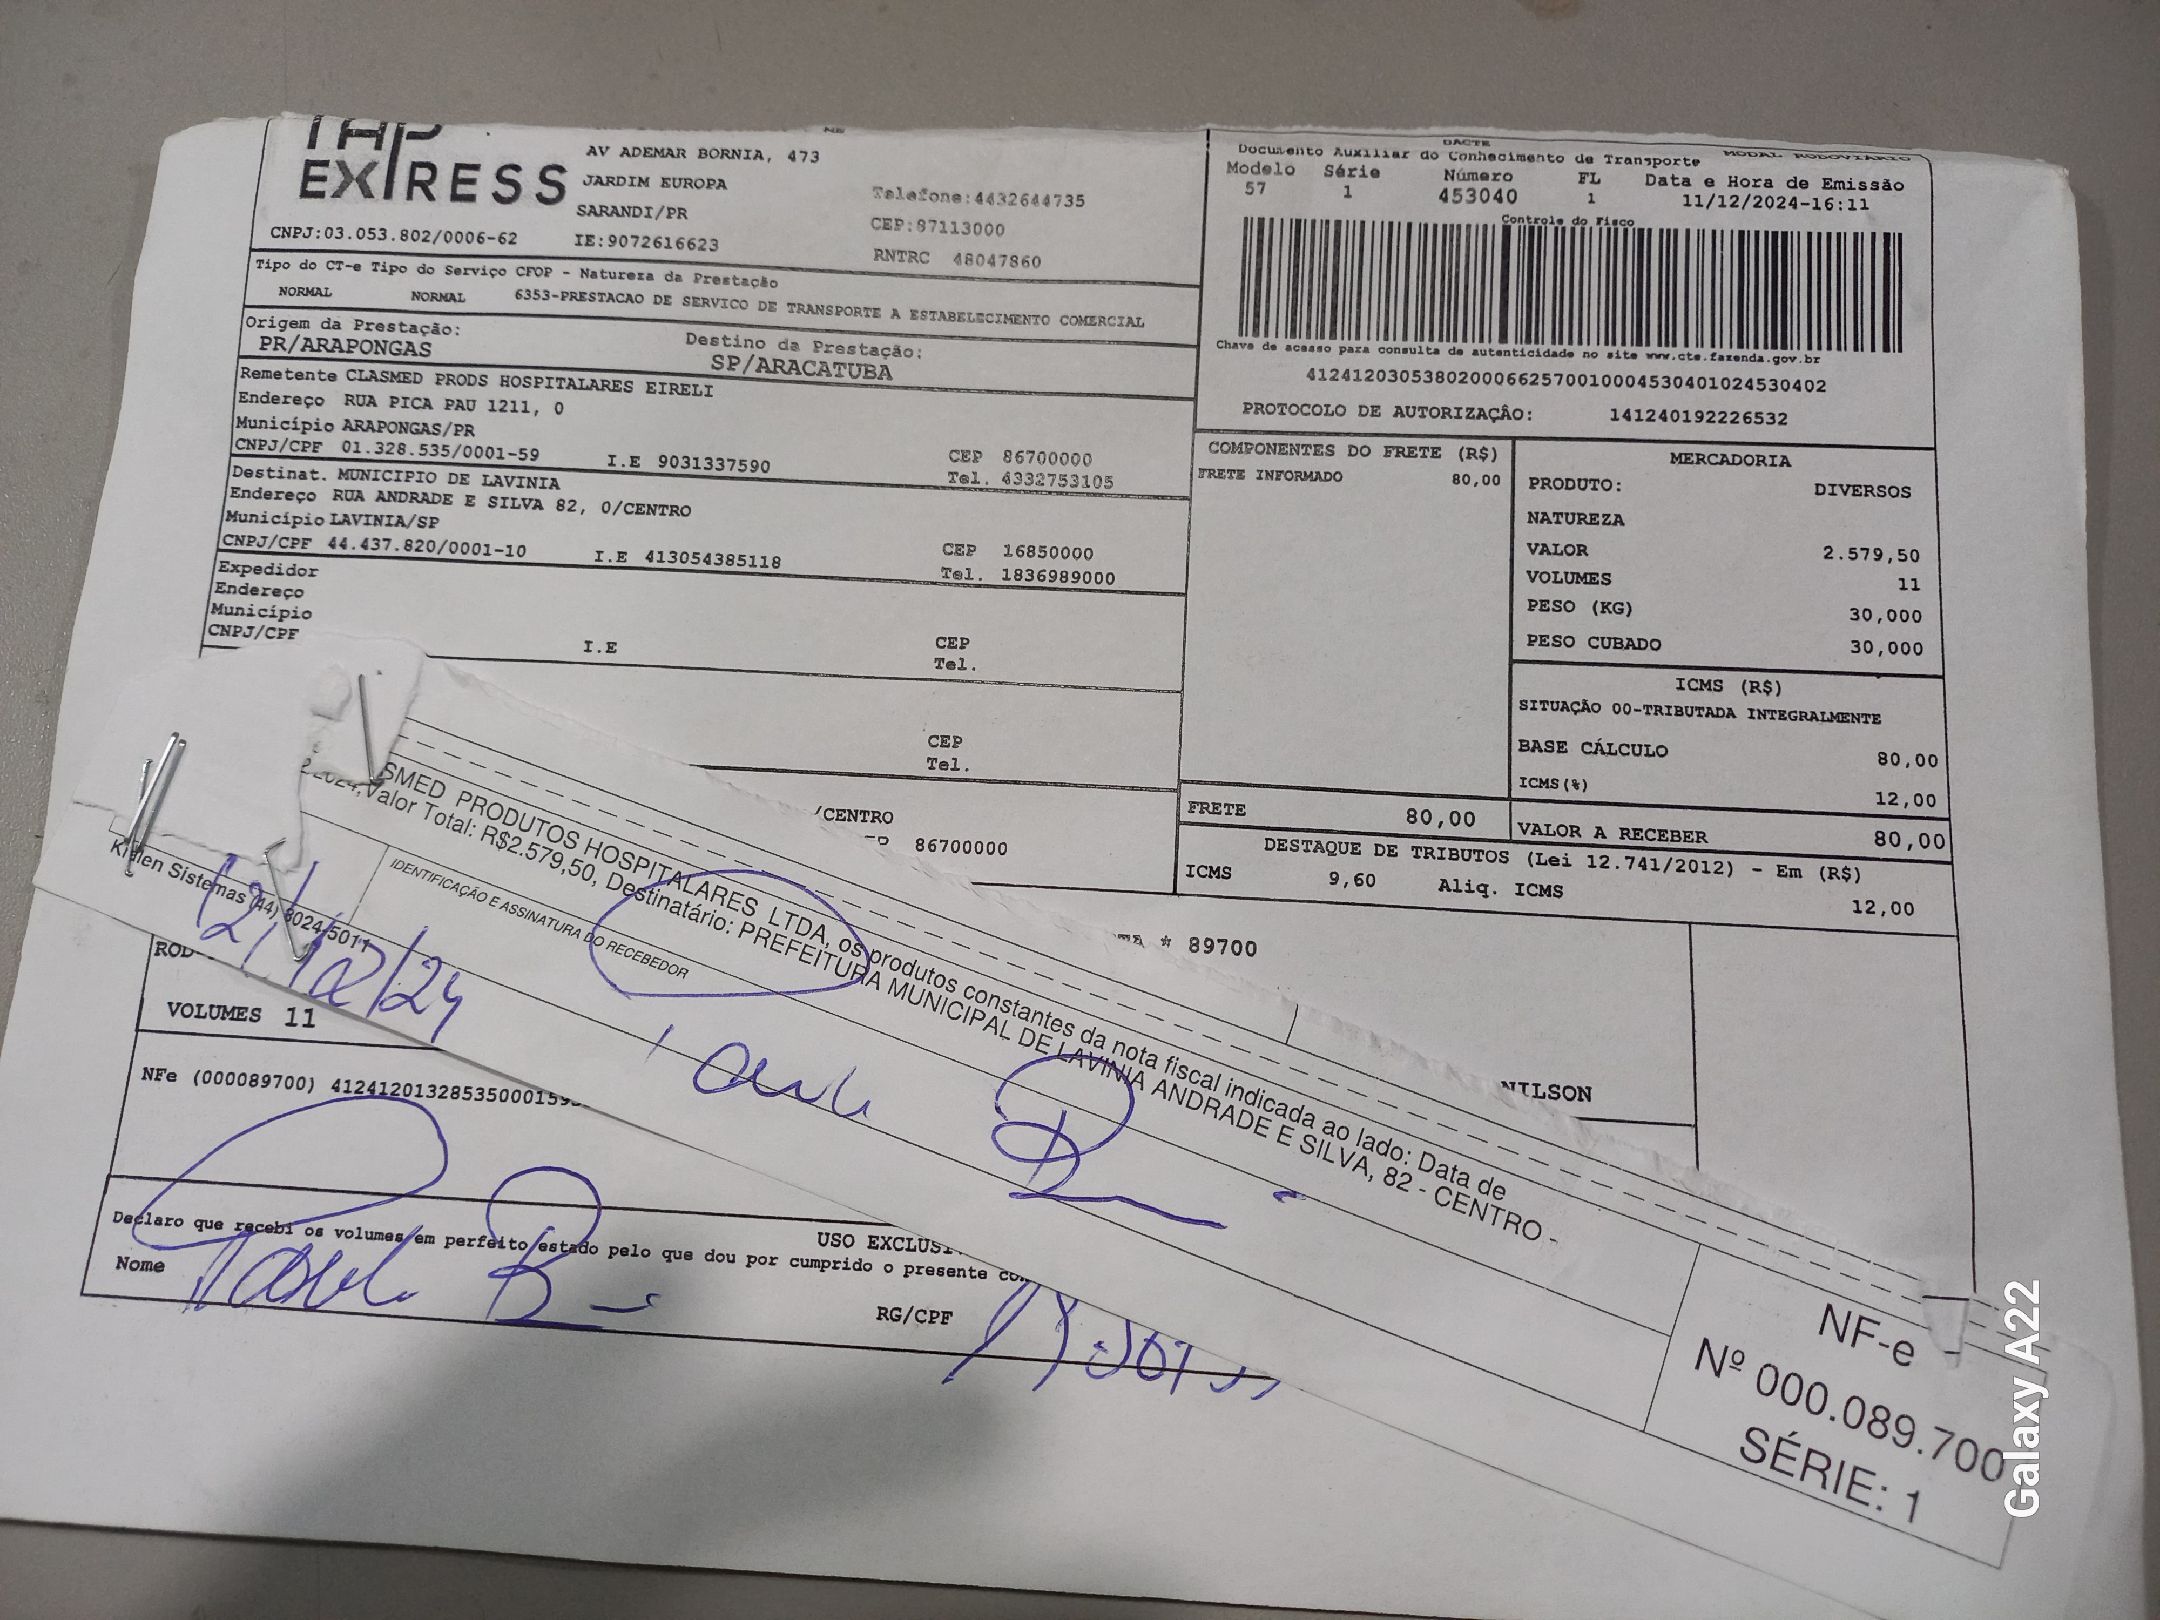 TAP
EXPRESS
AV ADEMAR BORNIA, 473
JARDIM EUROPA
SARANDI/PR
Telefone:4432644735
CEP:87113000
CNPJ:03.053.802/0006-62 IE:9072616623
RNTRC 48047860
Tipo do CT-e Tipo do Serviço CFOP - Natureza da Prestação
NORMAL NORMAL 6353-PRESTACAO DE SERVICO DE TRANSPORTE A ESTABELECIMENTO COMERCIAL
Origem da Prestação: Destino da Prestação:
PR/ARAPONGAS SP/ARACATUBA
Remetente CLASMED PRODS HOSPITALARES EIRELI
Endereço RUA PICA PAU 1211, 0
Município ARAPONGAS/PR
CNPJ/CPF 01.328.535/0001-59 I.E 9031337590 CEP 86700000
Tel. 4332753105
Destinat. MUNICIPIO DE LAVINIA
Endereço RUA ANDRADE E SILVA 82, 0/CENTRO
Município LAVINIA/SP
CNPJ/CPF 44.437.820/0001-10 I.E 413054385118 CEP 16850000
Tel. 1836989000
Expedidor
Endereço
Município
CNPJ/CPF I.E CEP
Tel.
CEP
Tel.
/CENTRO
86700000
DACTE MODAL RODOVIÁRIO
Documento Auxiliar do Conhecimento de Transporte
Modelo Série Número FL Data e Hora de Emissão
57 1 453040 1 11/12/2024-16:11
Controle do Fisco
Chave de acesso para consulta de autenticidade no site www.cte.fazenda.gov.br
41241203053802000662570010004530401024530402
PROTOCOLO DE AUTORIZAÇÂO: 141240192226532
COMPONENTES DO FRETE (R$)
FRETE INFORMADO 80,00
MERCADORIA
PRODUTO: DIVERSOS
NATUREZA
VALOR 2.579,50
VOLUMES 11
PESO (KG) 30,000
PESO CUBADO 30,000
ICMS (R$)
SITUAÇÃO 00-TRIBUTADA INTEGRALMENTE
BASE CÁLCULO 80,00
ICMS(%) 12,00
FRETE 80,00 VALOR A RECEBER 80,00
DESTAQUE DE TRIBUTOS (Lei 12.741/2012) - Em (R$)
ICMS 9,60 Aliq. ICMS 12,00
* 89700
NILSON
SMED PRODUTOS HOSPITALARES LTDA, os produtos constantes da nota fiscal indicada ao lado: Data de
2024, Valor Total: R$2.579,50, Destinatário: PREFEITURA MUNICIPAL DE LAVINIA ANDRADE E SILVA, 82 - CENTRO -
IDENTIFICAÇÃO E ASSINATURA DO RECEBEDOR
Sistemas (44) 3024-5011
12/12/24
NF-e
Nº 000.089.700
SÉRIE: 1
ROD
VOLUMES 11
NFe (000089700) 412412013285350001595
USO EXCLUSI
Declaro que recebi os volumes em perfeito estado pelo que dou por cumprido o presente co
Nome RG/CPF
Galaxy A22